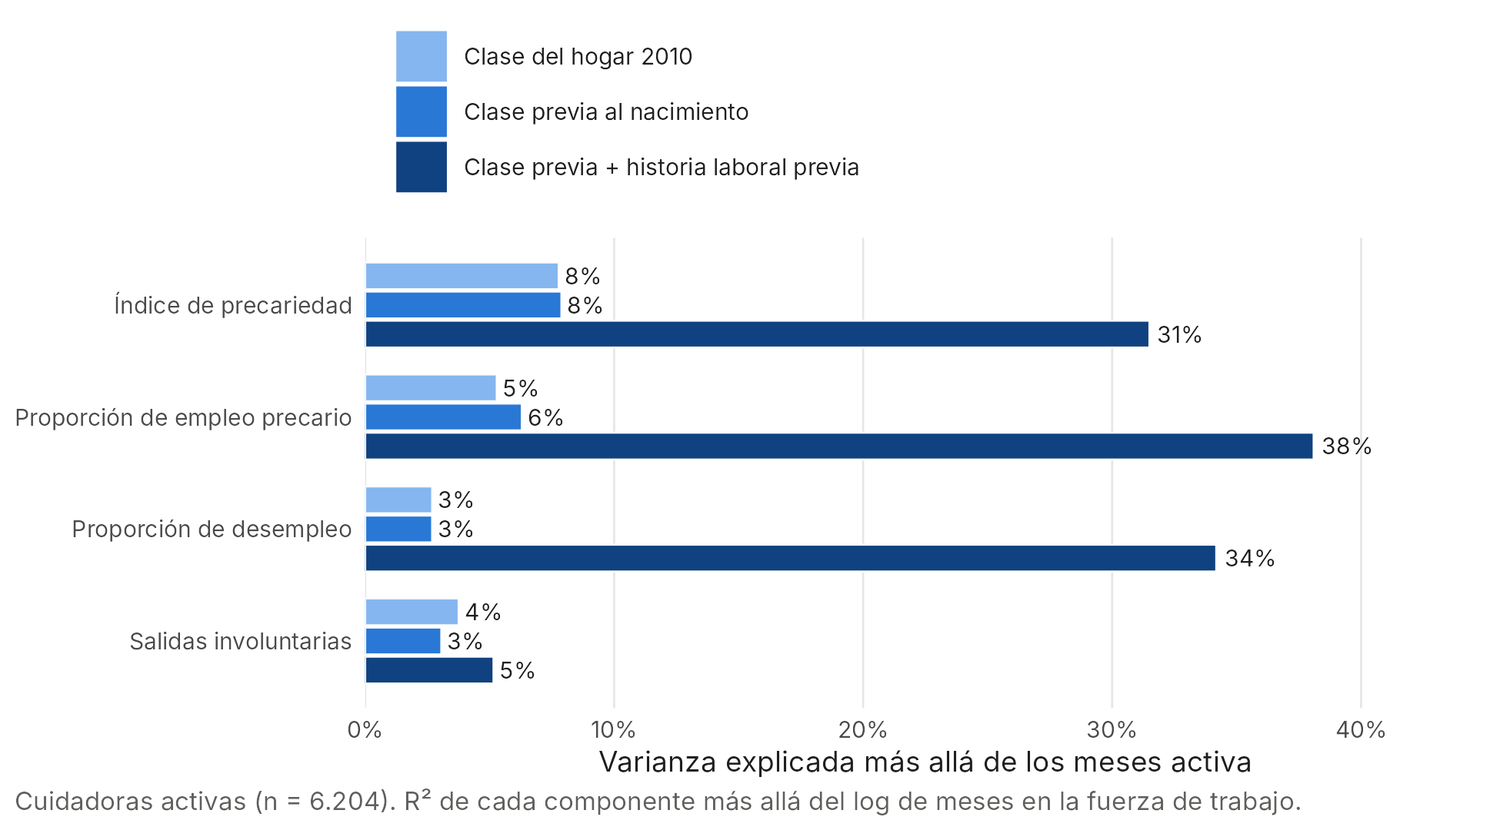 Clase del hogar 2010
Clase previa al nacimiento
Clase previa + historia laboral previa
Índice de precariedad
8%
8%
31%
Proporción de empleo precario
5%
6%
38%
Proporción de desempleo
3%
3%
34%
Salidas involuntarias
4%
3%
5%
0% 10% 20% 30% 40%
Varianza explicada más allá de los meses activa
Cuidadoras activas (n = 6.204). R² de cada componente más allá del log de meses en la fuerza de trabajo.